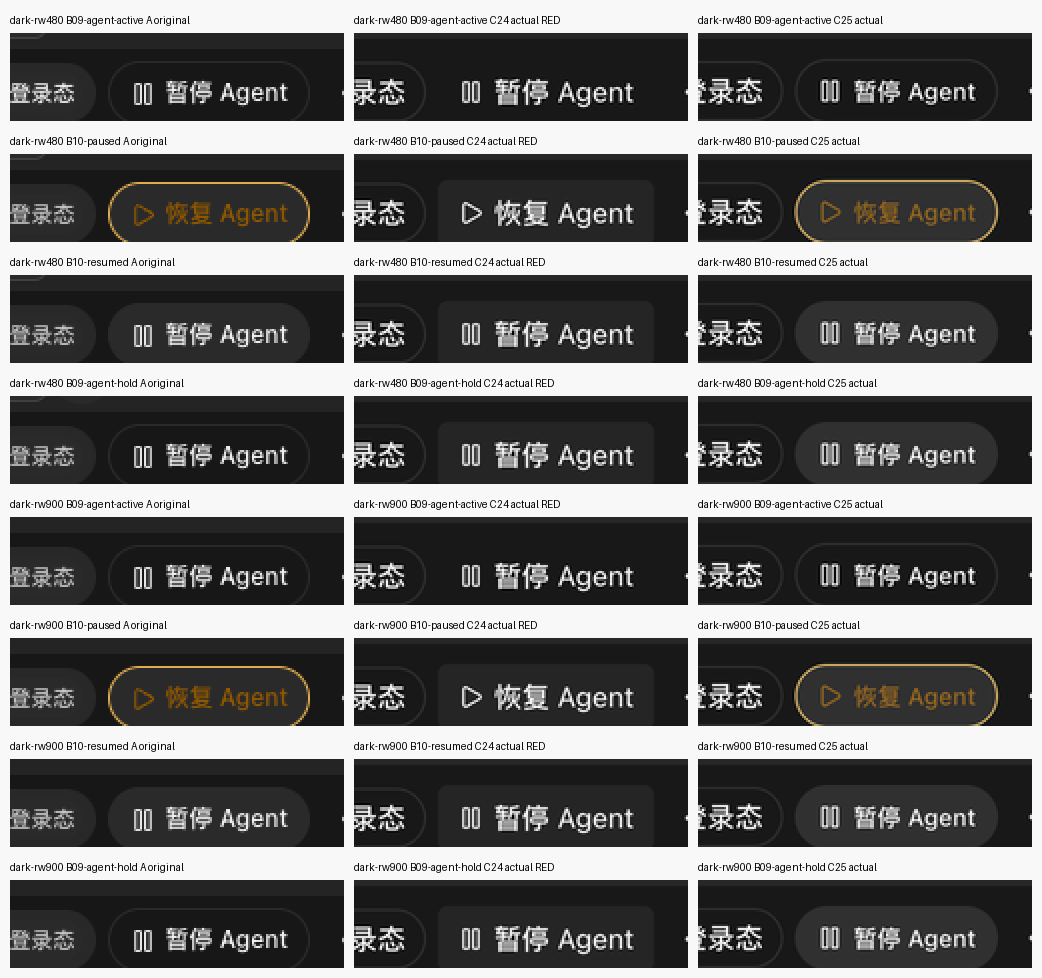 dark-rw480 B09-agent-active A original
dark-rw480 B09-agent-active C24 actual RED
dark-rw480 B09-agent-active C25 actual
登录态 暂停 Agent
录态 暂停 Agent
登录态 暂停 Agent
dark-rw480 B10-paused A original
dark-rw480 B10-paused C24 actual RED
dark-rw480 B10-paused C25 actual
登录态 恢复 Agent
录态 恢复 Agent
登录态 恢复 Agent
dark-rw480 B10-resumed A original
dark-rw480 B10-resumed C24 actual RED
dark-rw480 B10-resumed C25 actual
登录态 暂停 Agent
录态 暂停 Agent
登录态 暂停 Agent
dark-rw480 B09-agent-hold A original
dark-rw480 B09-agent-hold C24 actual RED
dark-rw480 B09-agent-hold C25 actual
登录态 暂停 Agent
录态 暂停 Agent
登录态 暂停 Agent
dark-rw900 B09-agent-active A original
dark-rw900 B09-agent-active C24 actual RED
dark-rw900 B09-agent-active C25 actual
登录态 暂停 Agent
录态 暂停 Agent
登录态 暂停 Agent
dark-rw900 B10-paused A original
dark-rw900 B10-paused C24 actual RED
dark-rw900 B10-paused C25 actual
登录态 恢复 Agent
录态 恢复 Agent
登录态 恢复 Agent
dark-rw900 B10-resumed A original
dark-rw900 B10-resumed C24 actual RED
dark-rw900 B10-resumed C25 actual
登录态 暂停 Agent
录态 暂停 Agent
登录态 暂停 Agent
dark-rw900 B09-agent-hold A original
dark-rw900 B09-agent-hold C24 actual RED
dark-rw900 B09-agent-hold C25 actual
登录态 暂停 Agent
录态 暂停 Agent
登录态 暂停 Agent